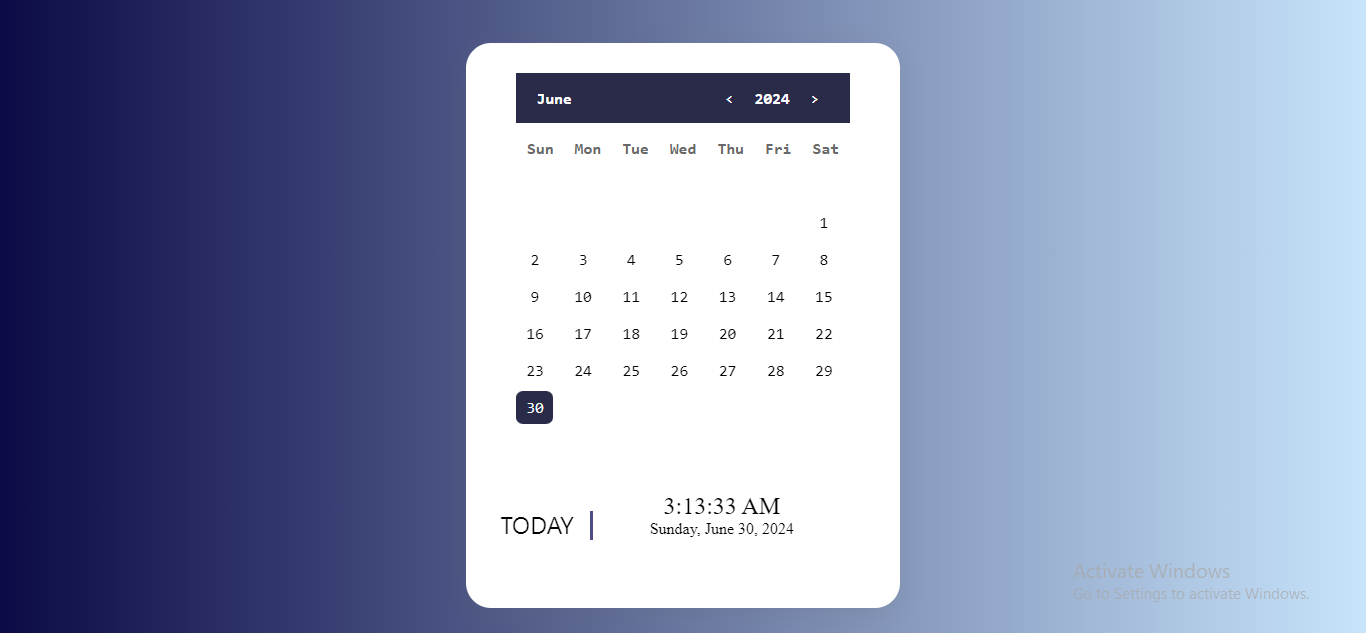 June < 2024 >
Sun Mon Tue Wed Thu Fri Sat
1
2 3 4 5 6 7 8
9 10 11 12 13 14 15
16 17 18 19 20 21 22
23 24 25 26 27 28 29
30
3:13:33 AM
TODAY
Sunday, June 30, 2024
Activate Windows
Go to Settings to activate Windows.